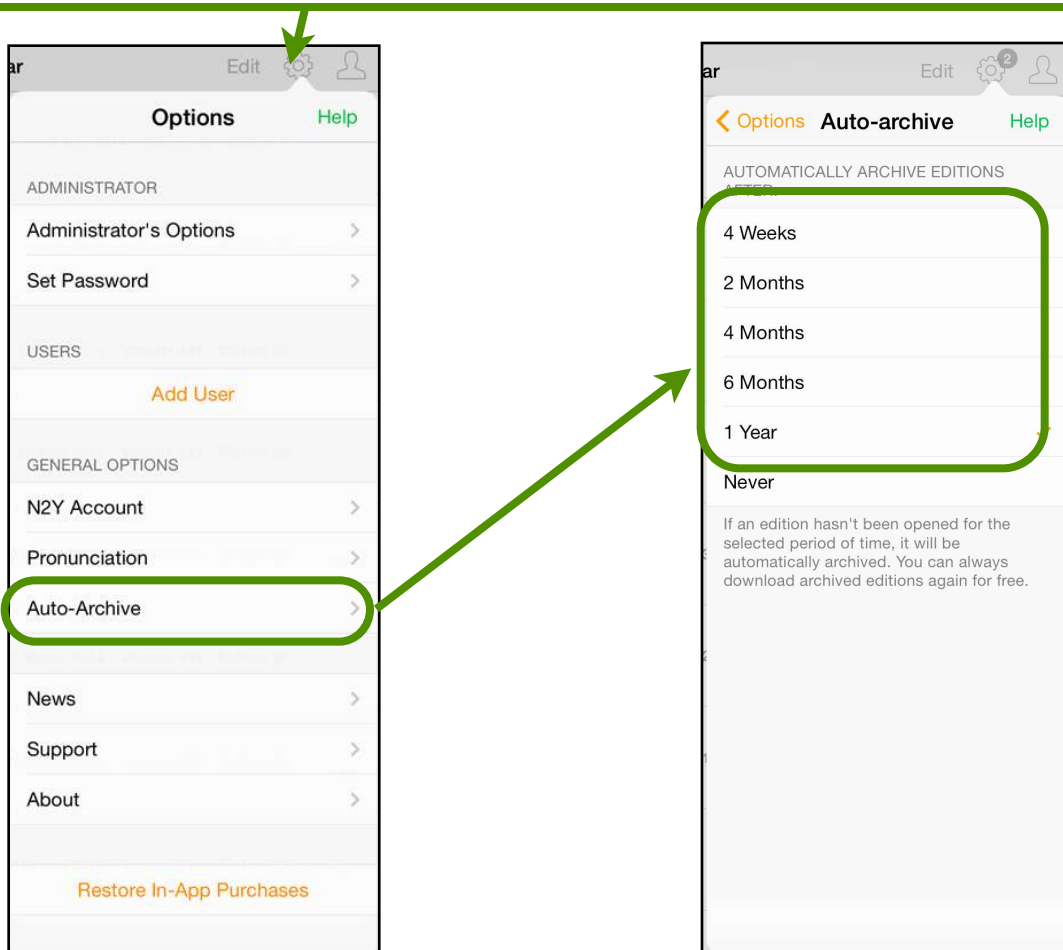 ar
Edit
Options
Help
ADMINISTRATOR
Administrator's Options
Set Password
USERS
Add User
GENERAL OPTIONS
N2Y Account
Pronunciation
Auto-Archive
News
Support
About
Restore In-App Purchases
ar
Edit
2
Options
Auto-archive
Help
AUTOMATICALLY ARCHIVE EDITIONS
AFTER:
4 Weeks
2 Months
4 Months
6 Months
1 Year
Never
If an edition hasn't been opened for the
selected period of time, it will be
automatically archived. You can always
download archived editions again for free.